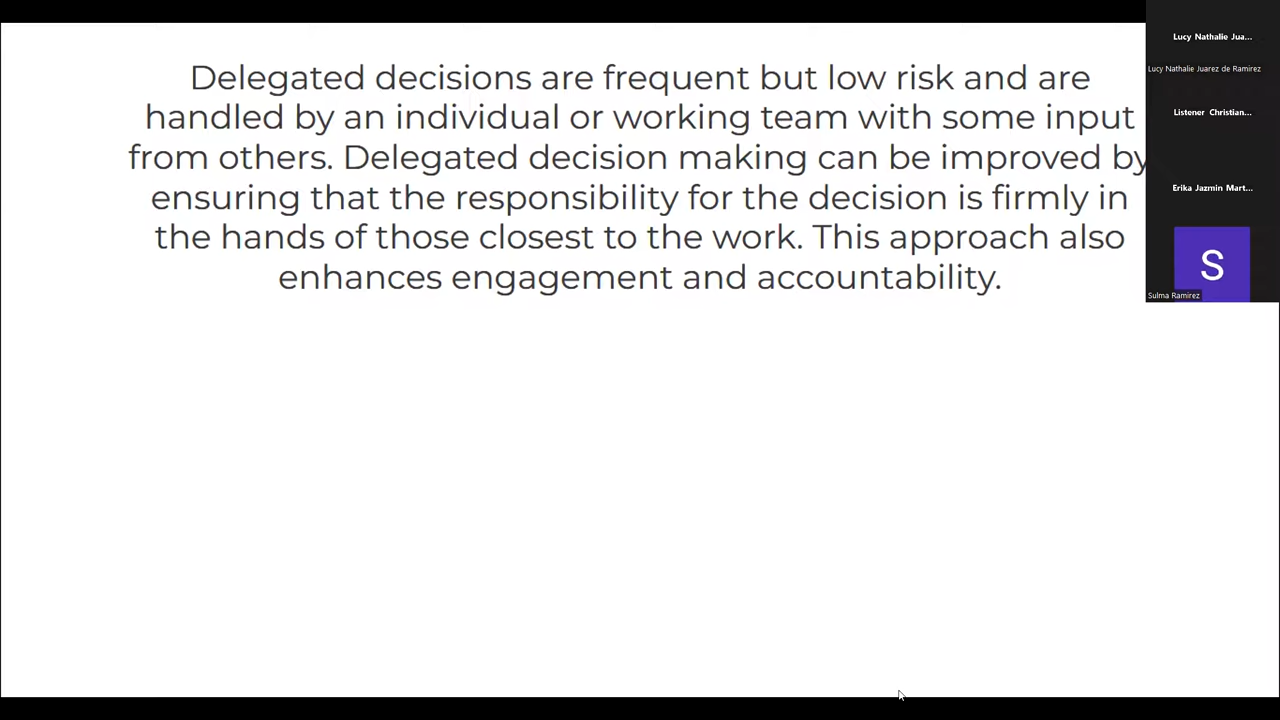 Delegated decisions are frequent but low risk and are
handled by an individual or working team with some input
from others. Delegated decision making can be improved by
ensuring that the responsibility for the decision is firmly in
the hands of those closest to the work. This approach also
enhances engagement and accountability.
Lucy Nathalie Jua...
Lucy Nathalie Juarez de Ramirez
Listener Christian...
Erika Jazmin Mart...
S
Sulma Ramirez